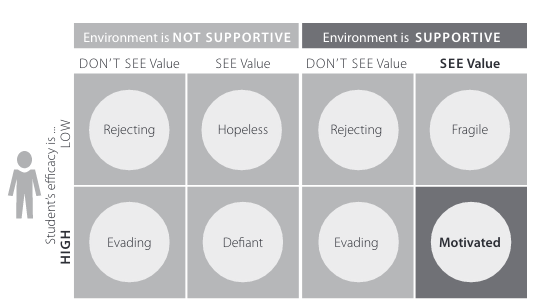 Environment is NOT SUPPORTIVE
Environment is SUPPORTIVE
DON'T SEE Value
SEE Value
DON'T SEE Value
SEE Value
Student's efficacy is ...
LOW
Rejecting
Hopeless
Rejecting
Fragile
HIGH
Evading
Defiant
Evading
Motivated